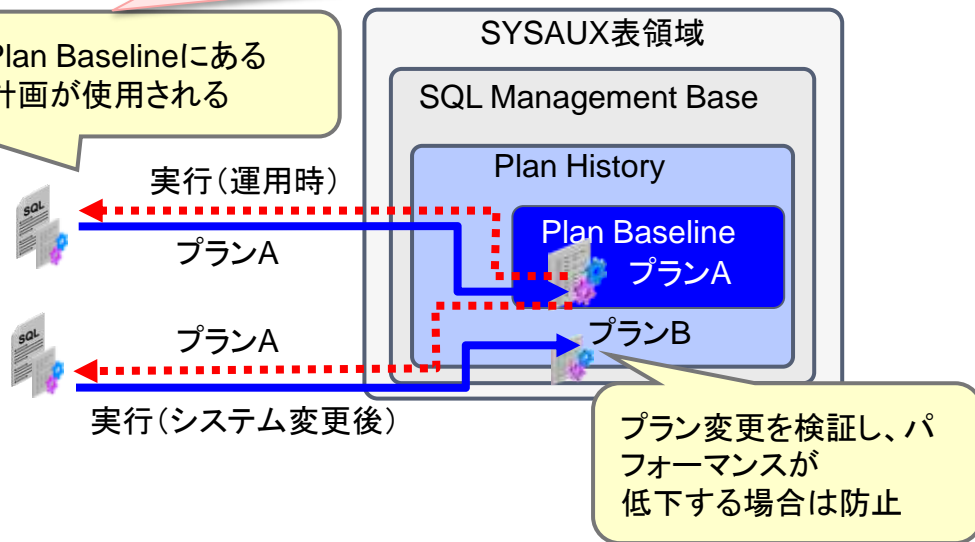 SYSAUX表領域
Plan Baselineにある
計画が使用される
SQL Management Base
Plan History
実行(運用時)
SQL
Plan Baseline
プランA
プランA
プランB
SQL
プランA
実行(システム変更後)
プラン変更を検証し、パ
フォーマンスが
低下する場合は防止